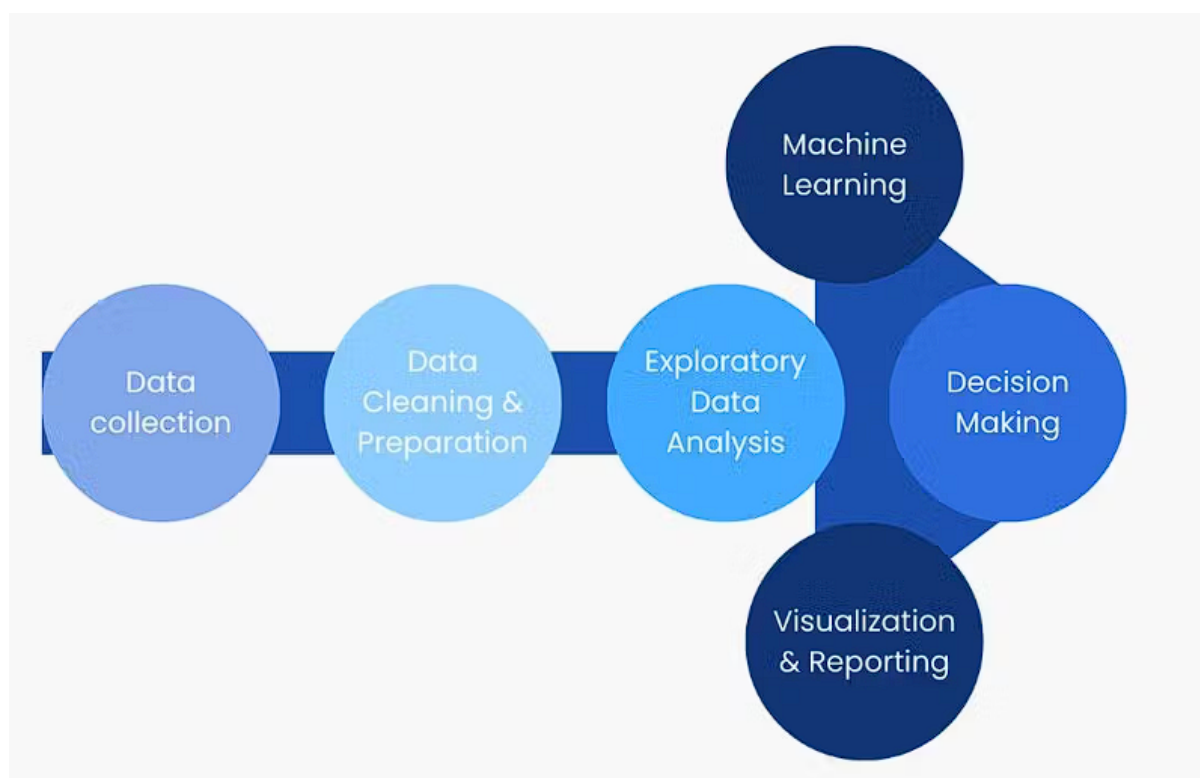 Machine
Learning
Data
collection
Data
Cleaning &
Preparation
Exploratory
Data
Analysis
Decision
Making
Visualization
& Reporting